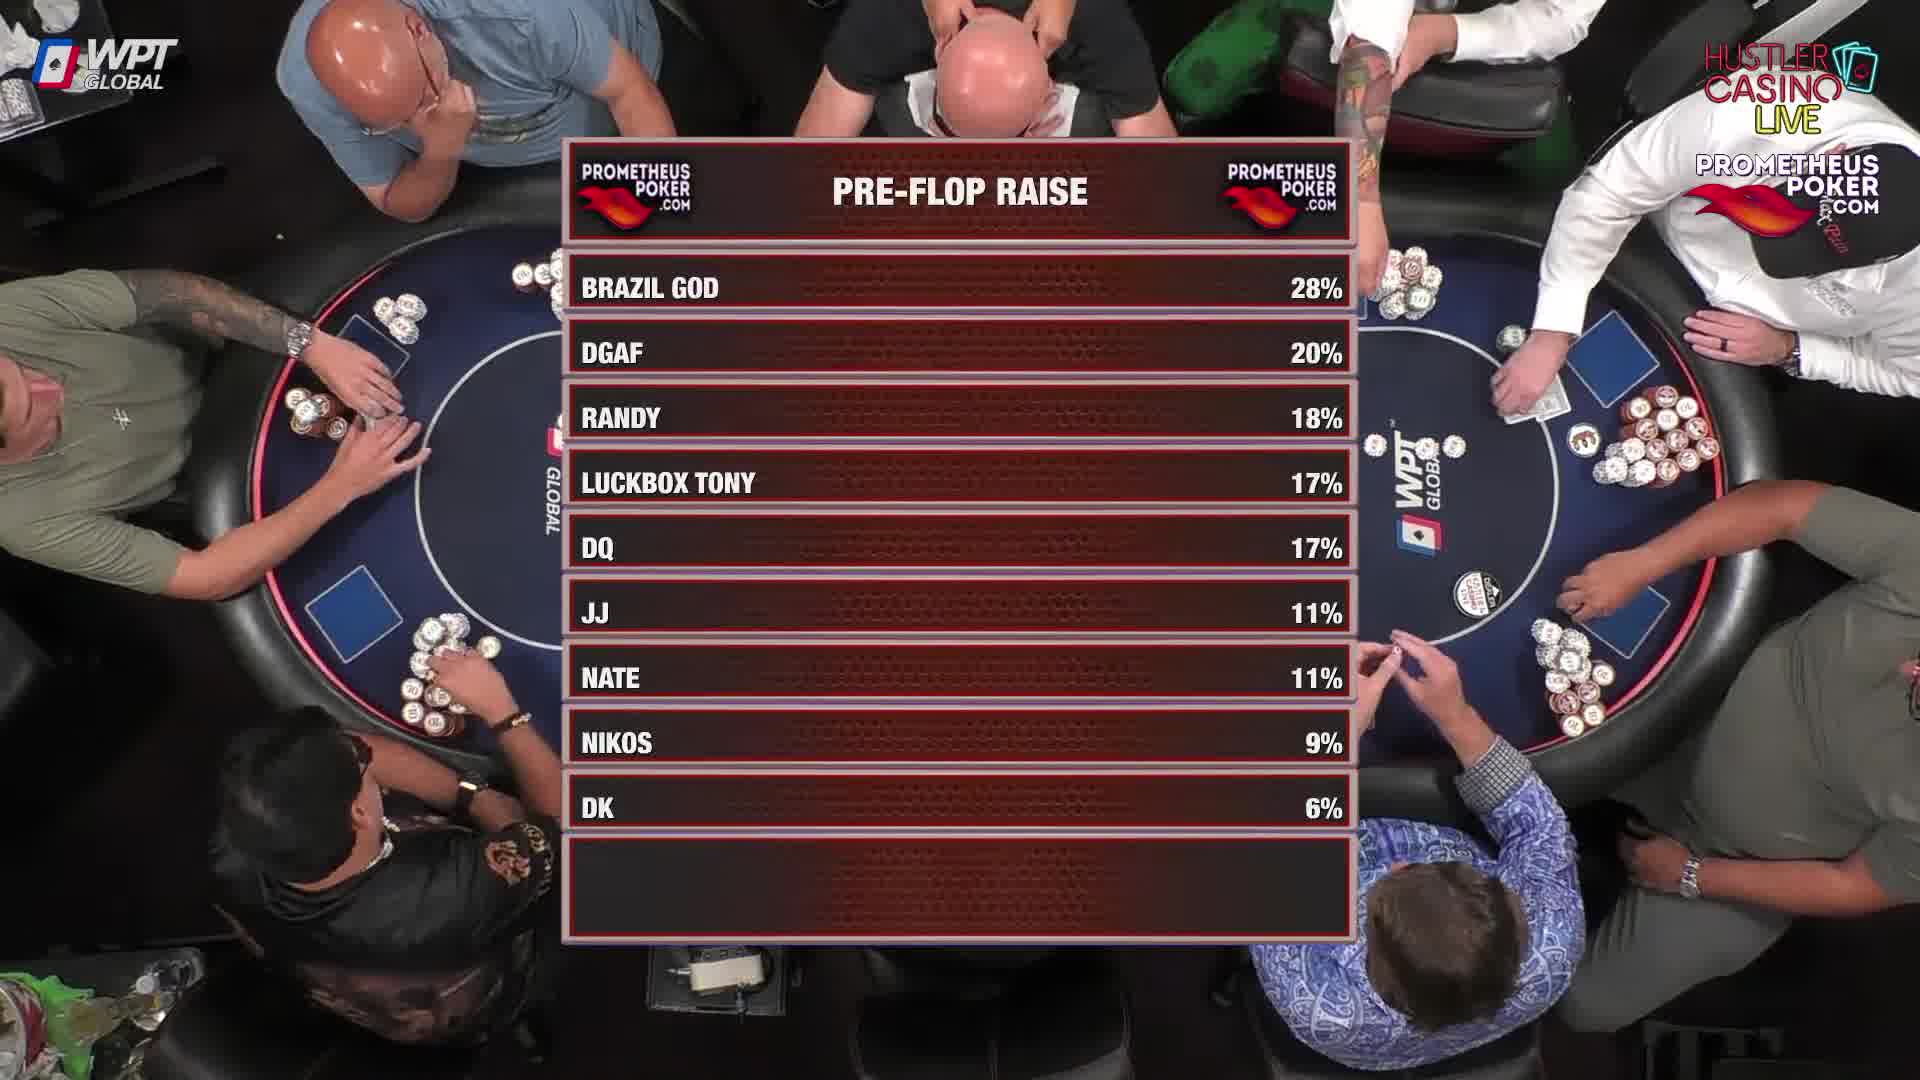 WPT
GLOBAL
HUSTLER
CASINO
LIVE
PROMETHEUS
POKER
.COM
PROMETHEUS
POKER
.COM
PRE-FLOP RAISE
PROMETHEUS
POKER
.COM
BRAZIL GOD 28%
DGAF 20%
RANDY 18%
LUCKBOX TONY 17%
DQ 17%
JJ 11%
NATE 11%
NIKOS 9%
DK 6%
GLOBAL
WPT
GLOBAL